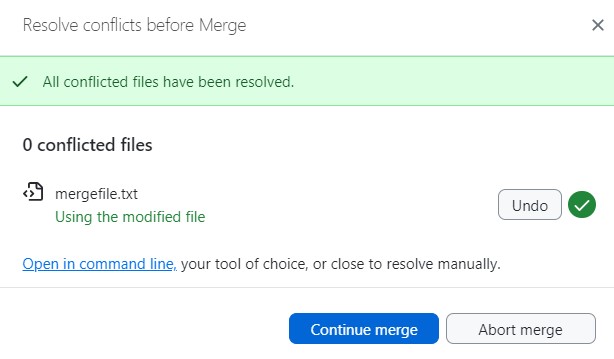 Resolve conflicts before Merge
All conflicted files have been resolved.
0 conflicted files
mergefile.txt
Using the modified file
Undo
Open in command line, your tool of choice, or close to resolve manually.
Continue merge
Abort merge